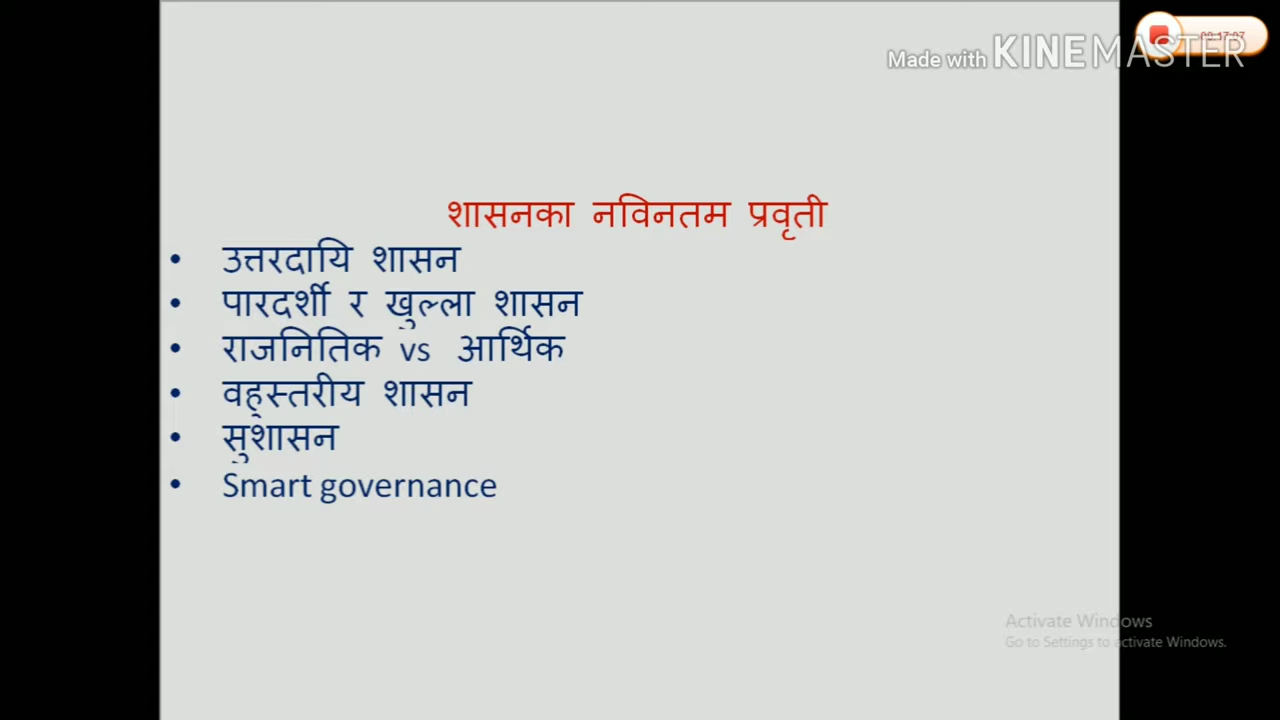 Made with KINEMASTER
शासनका नविनतम प्रवृती
• उत्तरदायि शासन
• पारदर्शी र खुल्ला शासन
• राजनितिक vs आर्थिक
• वहुस्तरीय शासन
• सुशासन
• Smart governance
Activate Windows
Go to Settings to activate Windows.